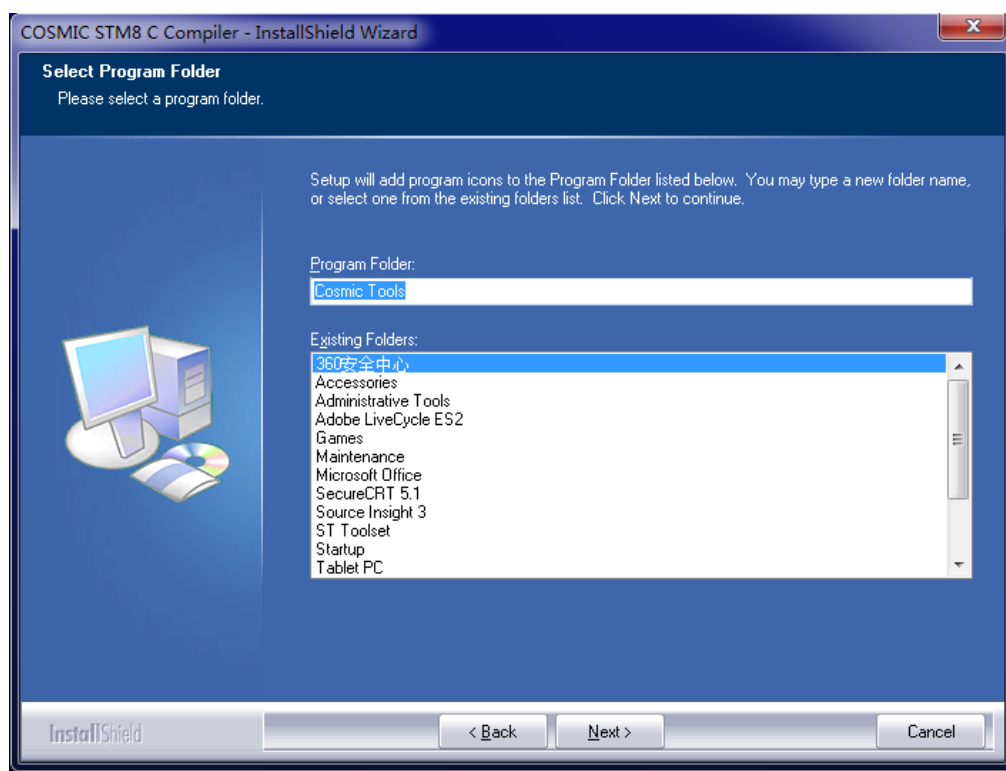 COSMIC STM8 C Compiler - InstallShield Wizard
Select Program Folder
Please select a program folder.
Setup will add program icons to the Program Folder listed below.  You may type a new folder name,
or select one from the existing folders list.  Click Next to continue.
Program Folder:
Cosmic Tools
Existing Folders:
360安全中心
Accessories
Administrative Tools
Adobe LiveCycle ES2
Games
Maintenance
Microsoft Office
SecureCRT 5.1
Source Insight 3
ST Toolset
Startup
Tablet PC
InstallShield
< Back
Next >
Cancel